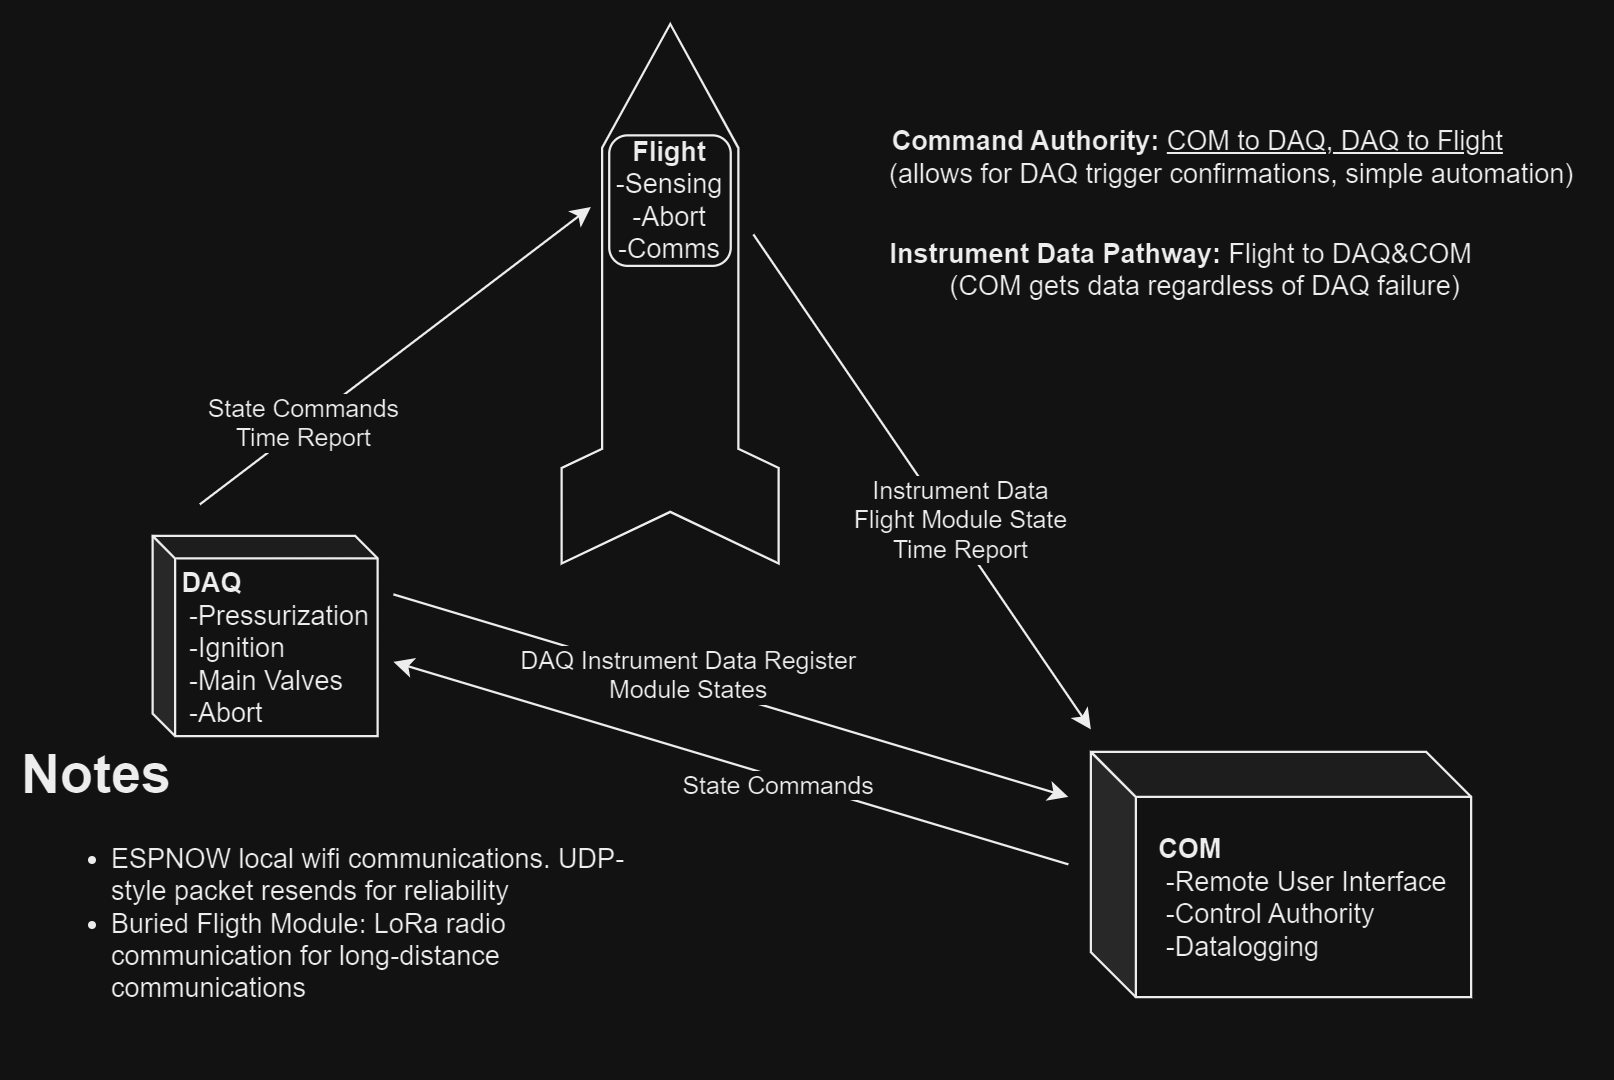 Flight
-Sensing
-Abort
-Comms
Command Authority: COM to DAQ, DAQ to Flight
(allows for DAQ trigger confirmations, simple automation)
Instrument Data Pathway: Flight to DAQ&COM
(COM gets data regardless of DAQ failure)
State Commands
Time Report
Instrument Data
Flight Module State
Time Report
DAQ
-Pressurization
-Ignition
-Main Valves
-Abort
DAQ Instrument Data Register
Module States
State Commands
COM
-Remote User Interface
-Control Authority
-Datalogging
Notes
• ESPNOW local wifi communications. UDP-
style packet resends for reliability
• Buried Fligth Module: LoRa radio
communication for long-distance
communications